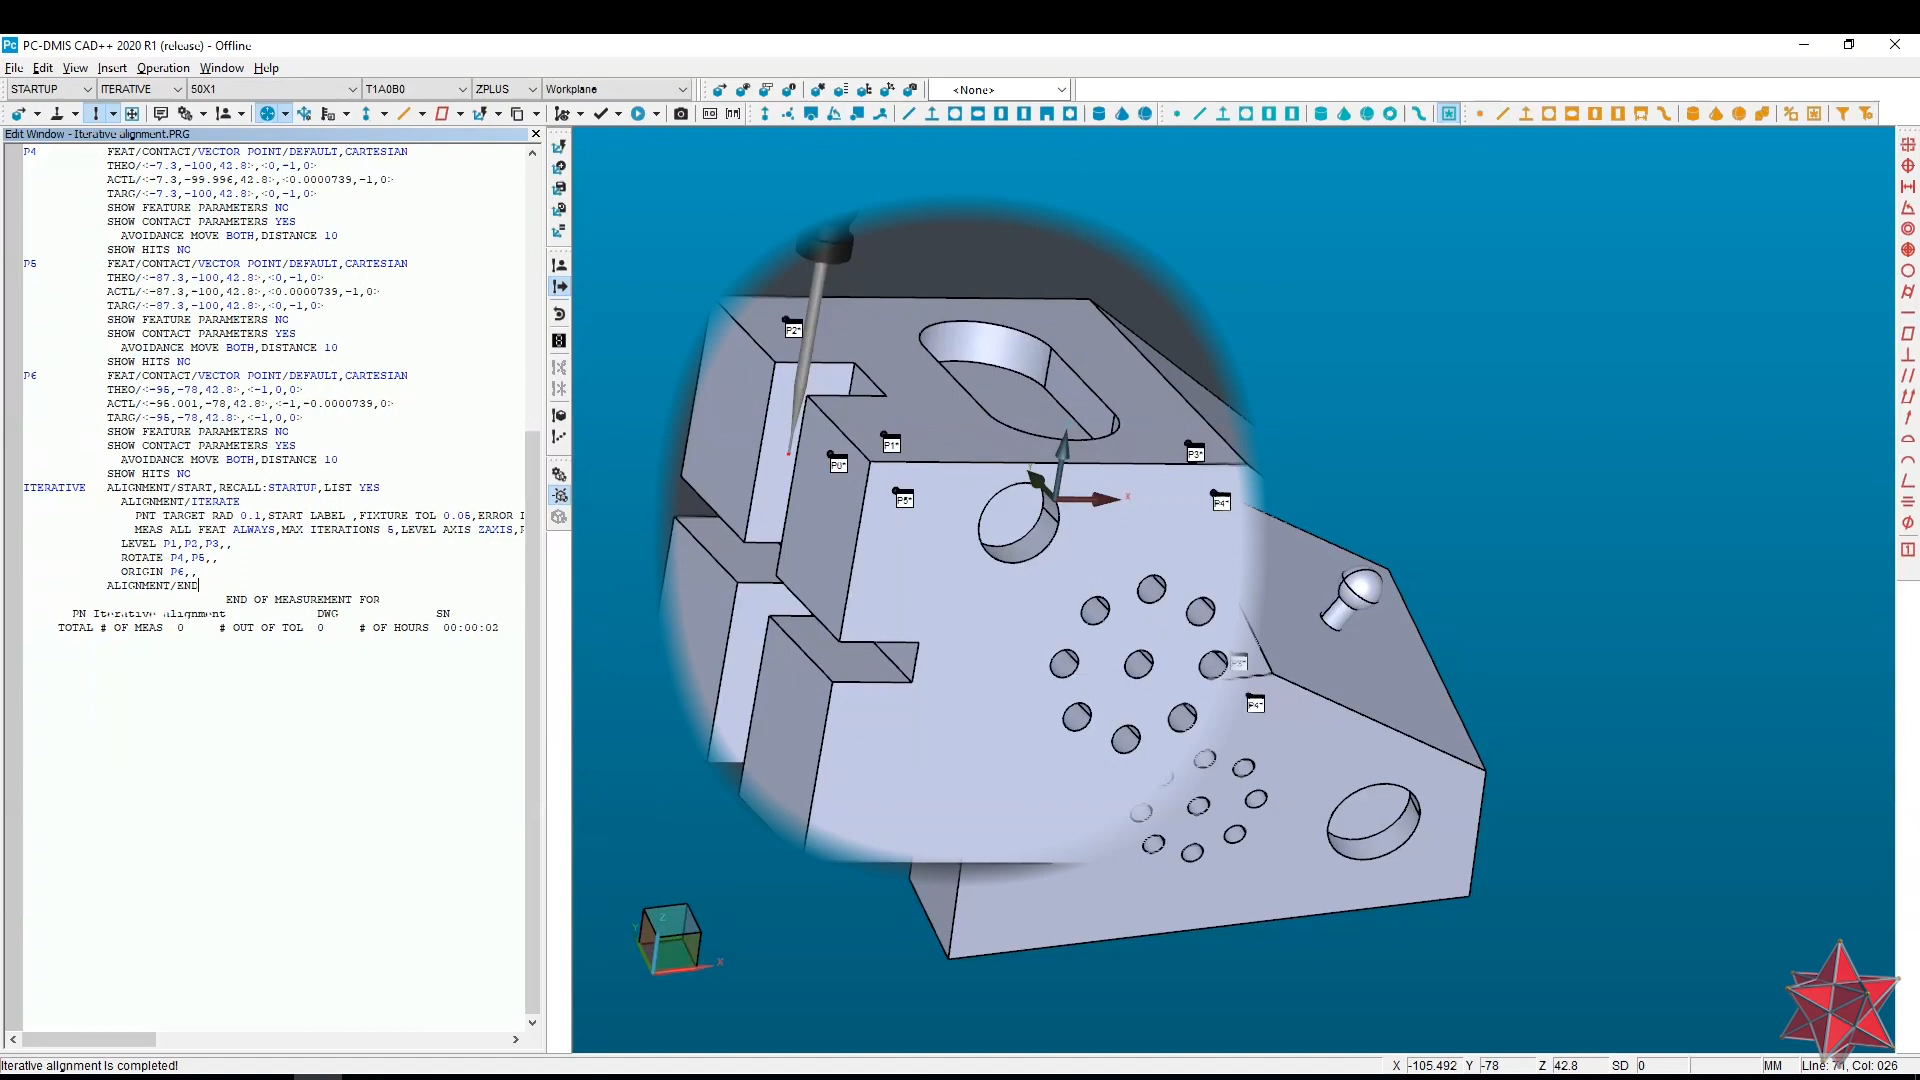 PC-DMIS CAD++ 2020 R1 (release) - Offline
File Edit View Insert Operation Window Help
STARTUP ITERATIVE 50X1 T1A0B0 ZPLUS Workplane <None>
Edit Window - Iterative alignment.PRG
P4 FEAT/CONTACT/VECTOR POINT/DEFAULT,CARTESIAN
THEO/<-7.3,-100,42.8>,<0,-1,0>
ACTL/<-7.3,-99.996,42.8>,<0.0000739,-1,0>
TARG/<-7.3,-100,42.8>,<0,-1,0>
SHOW FEATURE PARAMETERS NO
SHOW CONTACT PARAMETERS YES
AVOIDANCE MOVE BOTH,DISTANCE 10
SHOW HITS NO
P5 FEAT/CONTACT/VECTOR POINT/DEFAULT,CARTESIAN
THEO/<-87.3,-100,42.8>,<0,-1,0>
ACTL/<-87.3,-100,42.8>,<0.0000739,-1,0>
TARG/<-87.3,-100,42.8>,<0,-1,0>
SHOW FEATURE PARAMETERS NO
SHOW CONTACT PARAMETERS YES
AVOIDANCE MOVE BOTH,DISTANCE 10
SHOW HITS NO
P6 FEAT/CONTACT/VECTOR POINT/DEFAULT,CARTESIAN
THEO/<-95,-78,42.8>,<-1,0,0>
ACTL/<-95.001,-78,42.8>,<-1,-0.0000739,0>
TARG/<-95,-78,42.8>,<-1,0,0>
SHOW FEATURE PARAMETERS NO
SHOW CONTACT PARAMETERS YES
AVOIDANCE MOVE BOTH,DISTANCE 10
SHOW HITS NO
ITERATIVE ALIGNMENT/START,RECALL:STARTUP,LIST YES
ALIGNMENT/ITERATE
PNT TARGET RAD 0.1,START LABEL ,FIXTURE TOL 0.05,ERROR
MEAS ALL FEAT ALWAYS,MAX ITERATIONS 5,LEVEL AXIS ZAXIS,
LEVEL P1,P2,P3,,
ROTATE P4,P5,,
ORIGIN P6,,
ALIGNMENT/END
END OF MEASUREMENT FOR
PN Iterative alignment DWG SN
TOTAL # OF MEAS 0 # OUT OF TOL 0 # OF HOURS 00:00:02
P2*
P1*
P3*
P5*
P4*
X
P4*
Z
Y
X
Iterative alignment is completed! X -105.492 Y -78 Z 42.8 SD 0 MM Line: 71, Col: 026